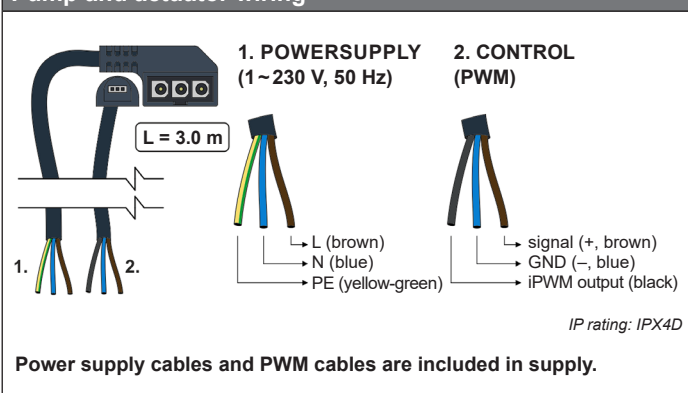 Pump and actuator wiring
1. POWERSUPPLY
(1~230 V, 50 Hz)
2. CONTROL
(PWM)
L = 3.0 m
L (brown)
N (blue)
PE (yellow-green)
signal (+, brown)
GND (–, blue)
iPWM output (black)
1.
2.
IP rating: IPX4D
Power supply cables and PWM cables are included in supply.